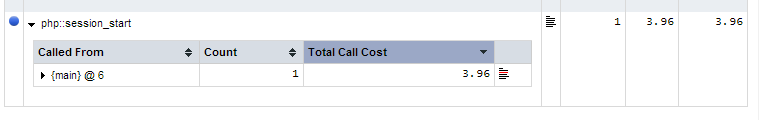 php::session_start 1 3.96 3.96
Called From Count Total Call Cost
{main} @ 6 1 3.96